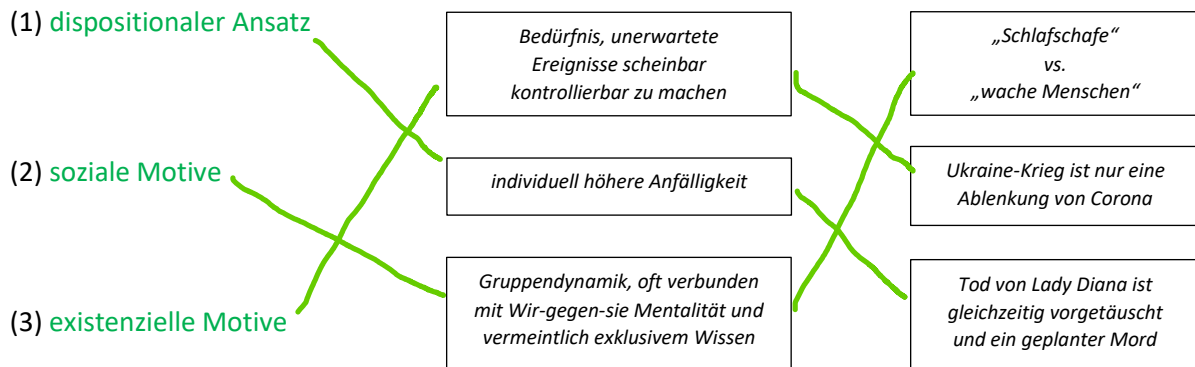 (1) dispositionaler Ansatz
(2) soziale Motive
(3) existenzielle Motive
Bedürfnis, unerwartete
Ereignisse scheinbar
kontrollierbar zu machen
individuell höhere Anfälligkeit
Gruppendynamik, oft verbunden
mit Wir-gegen-sie Mentalität und
vermeintlich exklusivem Wissen
„Schlafschafe“
vs.
„wache Menschen“
Ukraine-Krieg ist nur eine
Ablenkung von Corona
Tod von Lady Diana ist
gleichzeitig vorgetäuscht
und ein geplanter Mord